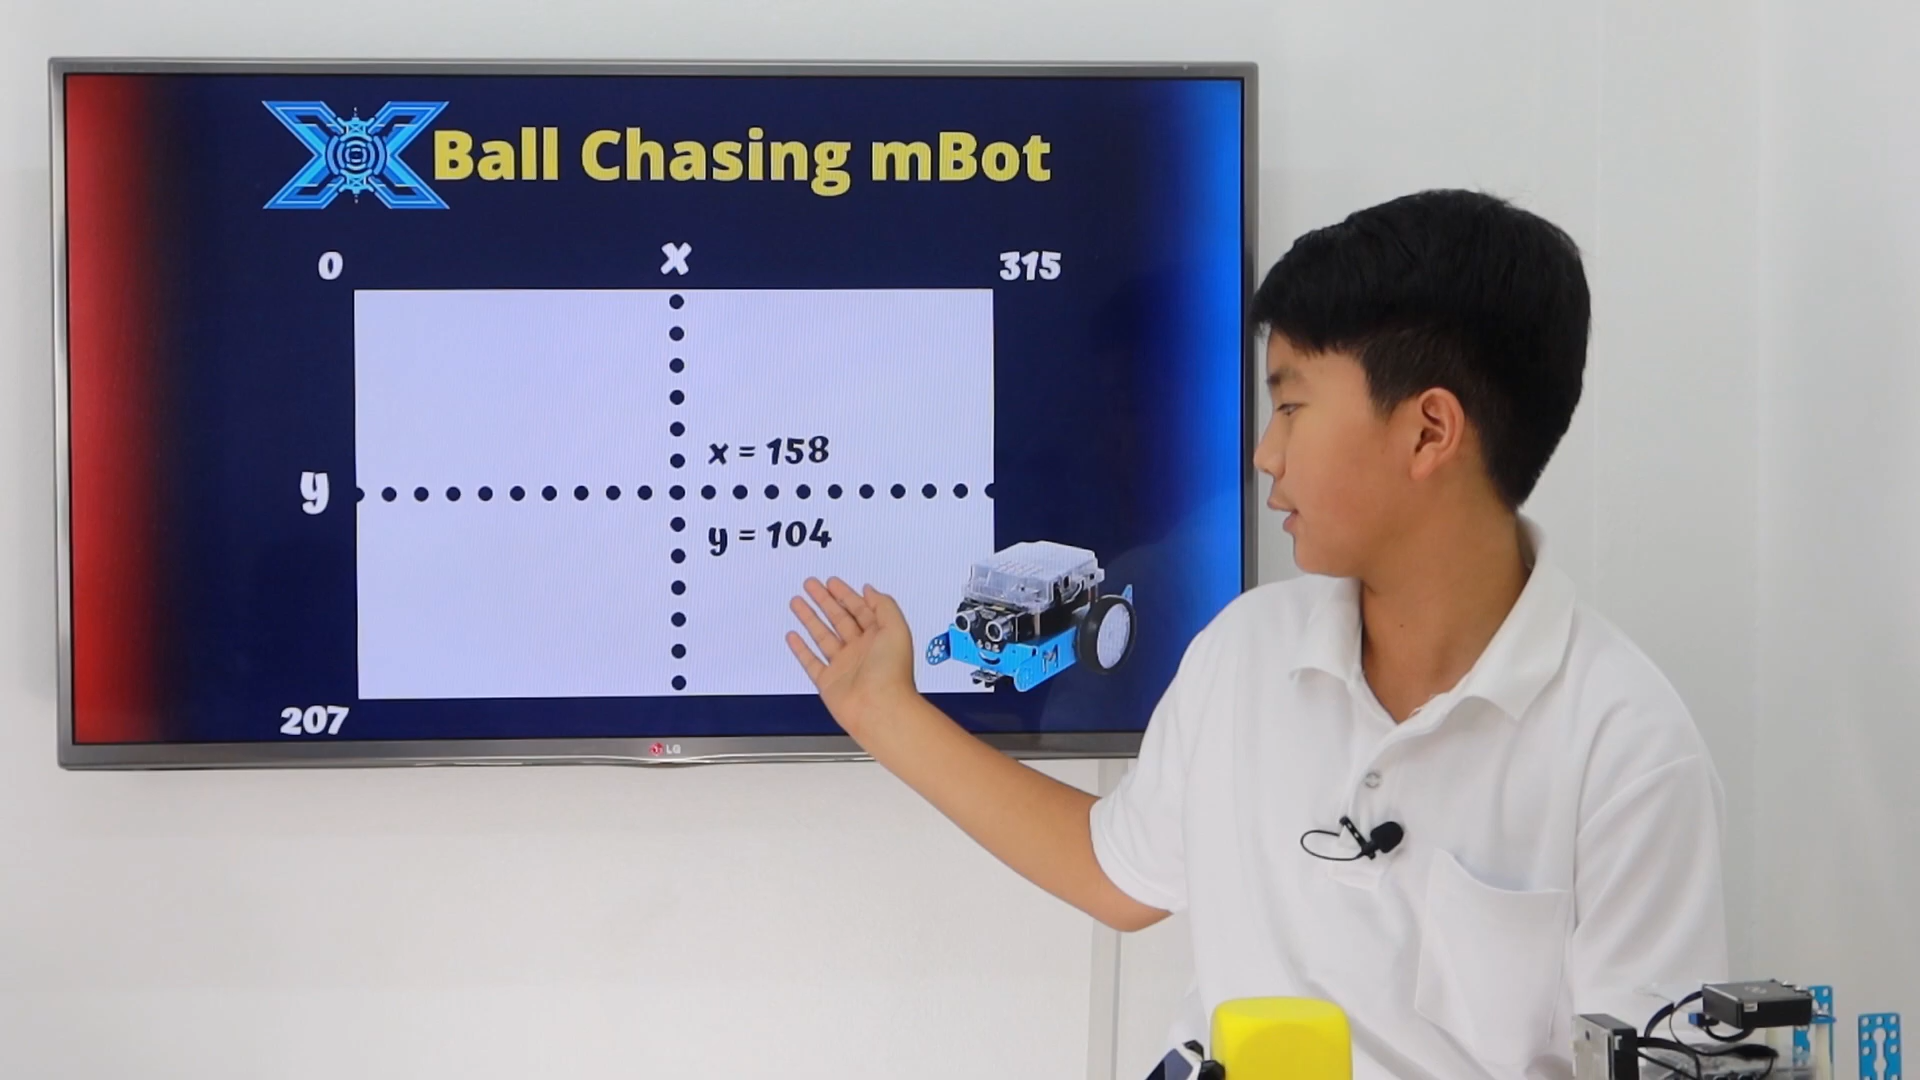 X Ball Chasing mBot
0
x
315
x = 158
y
y = 104
M
207
LG